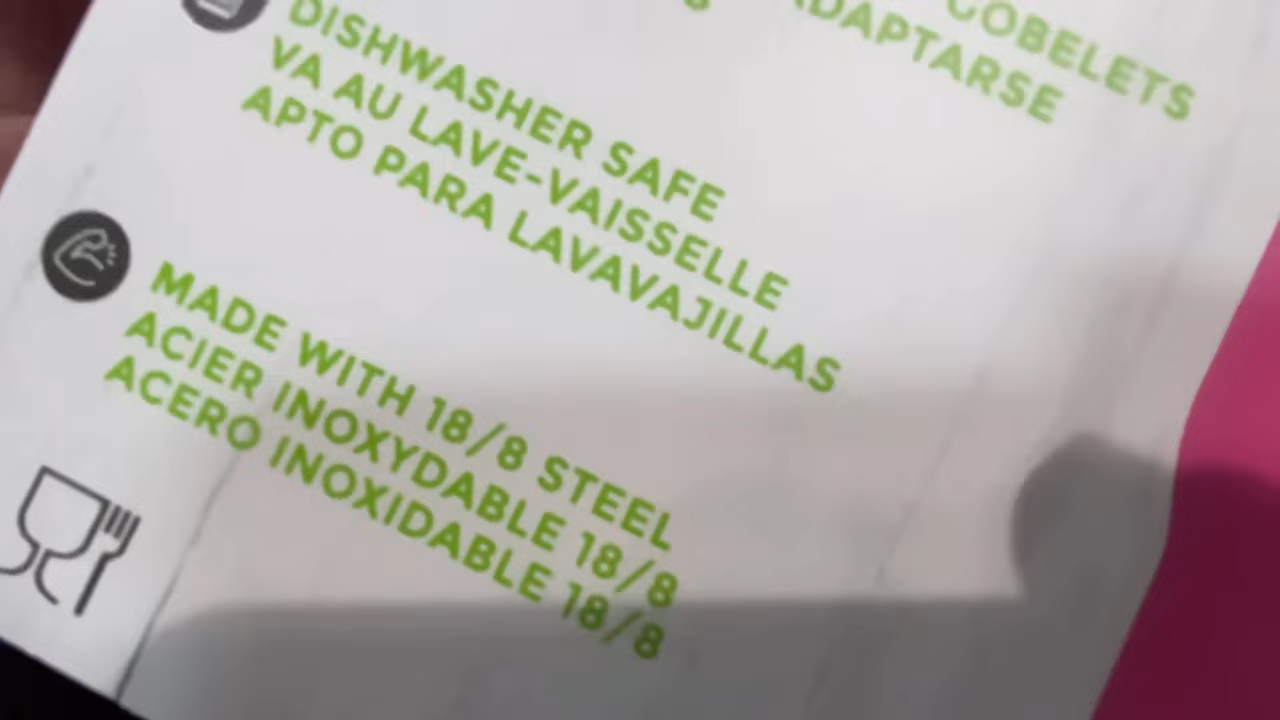 GOBELETS
ADAPTARSE
DISHWASHER SAFE
VA AU LAVE-VAISSELLE
APTO PARA LAVAVAJILLAS
MADE WITH 18/8 STEEL
ACIER INOXYDABLE 18/8
ACERO INOXIDABLE 18/8